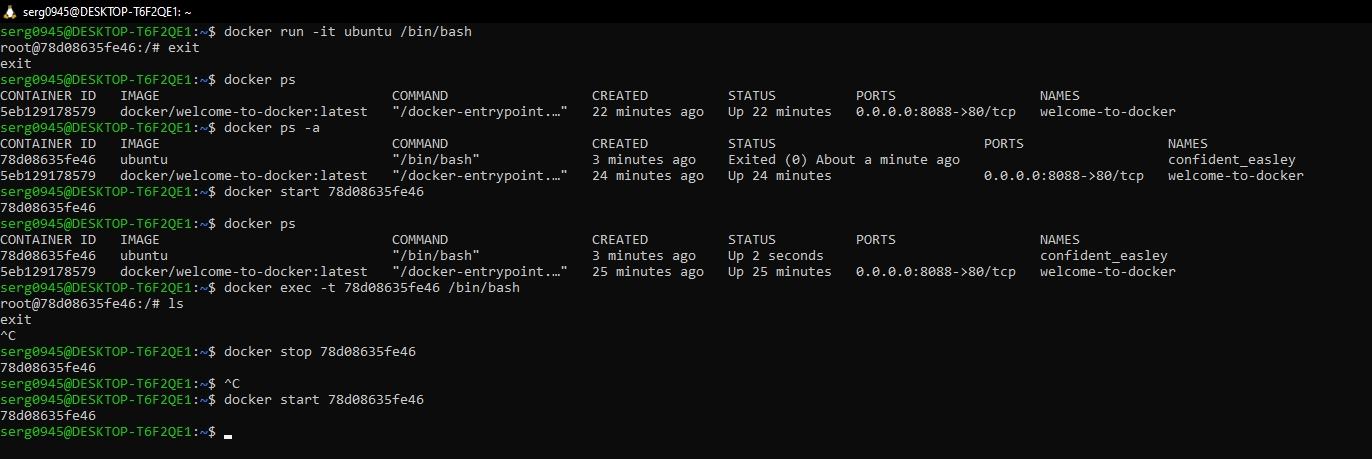 serg0945@DESKTOP-T6F2QE1: ~
serg0945@DESKTOP-T6F2QE1:~$ docker run -it ubuntu /bin/bash
root@78d08635fe46:/# exit
exit
serg0945@DESKTOP-T6F2QE1:~$ docker ps
CONTAINER ID   IMAGE                             COMMAND                  CREATED          STATUS          PORTS                  NAMES
5eb129178579   docker/welcome-to-docker:latest   "/docker-entrypoint.…"   22 minutes ago   Up 22 minutes   0.0.0.0:8088->80/tcp   welcome-to-docker
serg0945@DESKTOP-T6F2QE1:~$ docker ps -a
CONTAINER ID   IMAGE                             COMMAND                  CREATED          STATUS                          PORTS                  NAMES
78d08635fe46   ubuntu                            "/bin/bash"              3 minutes ago    Exited (0) About a minute ago                          confident_easley
5eb129178579   docker/welcome-to-docker:latest   "/docker-entrypoint.…"   24 minutes ago   Up 24 minutes                   0.0.0.0:8088->80/tcp   welcome-to-docker
serg0945@DESKTOP-T6F2QE1:~$ docker start 78d08635fe46
78d08635fe46
serg0945@DESKTOP-T6F2QE1:~$ docker ps
CONTAINER ID   IMAGE                             COMMAND                  CREATED          STATUS          PORTS                  NAMES
78d08635fe46   ubuntu                            "/bin/bash"              3 minutes ago    Up 2 seconds                           confident_easley
5eb129178579   docker/welcome-to-docker:latest   "/docker-entrypoint.…"   25 minutes ago   Up 25 minutes   0.0.0.0:8088->80/tcp   welcome-to-docker
serg0945@DESKTOP-T6F2QE1:~$ docker exec -t 78d08635fe46 /bin/bash
root@78d08635fe46:/# ls
exit
^C
serg0945@DESKTOP-T6F2QE1:~$ docker stop 78d08635fe46
78d08635fe46
serg0945@DESKTOP-T6F2QE1:~$ ^C
serg0945@DESKTOP-T6F2QE1:~$ docker start 78d08635fe46
78d08635fe46
serg0945@DESKTOP-T6F2QE1:~$